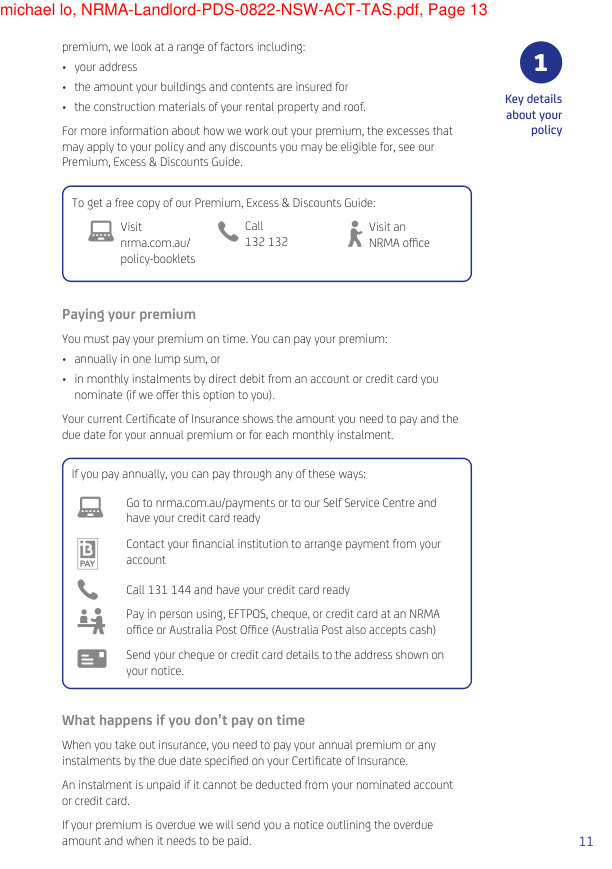 michael lo, NRMA-Landlord-PDS-0822-NSW-ACT-TAS.pdf, Page 13
premium, we look at a range of factors including:
• your address
• the amount your buildings and contents are insured for
• the construction materials of your rental property and roof.
For more information about how we work out your premium, the excesses that
may apply to your policy and any discounts you may be eligible for, see our
Premium, Excess & Discounts Guide.
1
Key details
about your
policy
To get a free copy of our Premium, Excess & Discounts Guide:
Visit
nrma.com.au/
policy-booklets
Call
132 132
Visit an
NRMA office
Paying your premium
You must pay your premium on time. You can pay your premium:
• annually in one lump sum, or
• in monthly instalments by direct debit from an account or credit card you
nominate (if we offer this option to you).
Your current Certificate of Insurance shows the amount you need to pay and the
due date for your annual premium or for each monthly instalment.
If you pay annually, you can pay through any of these ways:
Go to nrma.com.au/payments or to our Self Service Centre and
have your credit card ready
B
PAY
Contact your financial institution to arrange payment from your
account
Call 131 144 and have your credit card ready
Pay in person using, EFTPOS, cheque, or credit card at an NRMA
office or Australia Post Office (Australia Post also accepts cash)
Send your cheque or credit card details to the address shown on
your notice.
What happens if you don't pay on time
When you take out insurance, you need to pay your annual premium or any
instalments by the due date specified on your Certificate of Insurance.
An instalment is unpaid if it cannot be deducted from your nominated account
or credit card.
If your premium is overdue we will send you a notice outlining the overdue
amount and when it needs to be paid.
11